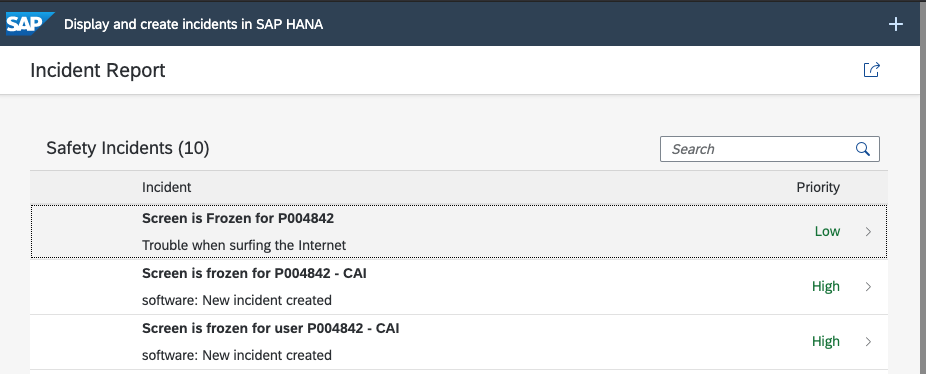 SAP Display and create incidents in SAP HANA
Incident Report
Safety Incidents (10)
Search
Incident Priority
Screen is Frozen for P004842
Low
Trouble when surfing the Internet
Screen is frozen for P004842 - CAI
High
software: New incident created
Screen is frozen for user P004842 - CAI
High
software: New incident created